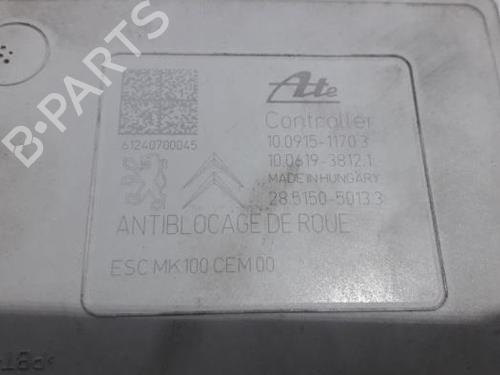 Ate
Controller
10.0915-1170.3
10.0619-3812.1
MADE IN HUNGARY
28.5150-5013.3
61240700045
ANTIBLOCAGE DE ROUE
ESC MK100 CEM 00
B-PARTS